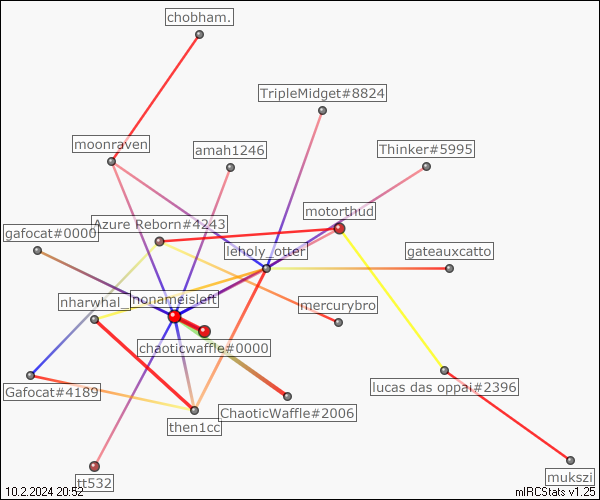 chobham.
TripleMidget#8824
moonraven
amah1246
Thinker#5995
motorthud
Azure Reborn#4243
gafocat#0000
leholy_otter
gateauxcatto
nharwhal_
nonameisleft
mercurybro
chaoticwaffle#0000
Gafocat#4189
lucas das oppai#2396
ChaoticWaffle#2006
then1cc
tt532
mukszi
10.2.2024 20:52
mIRCStats v1.25